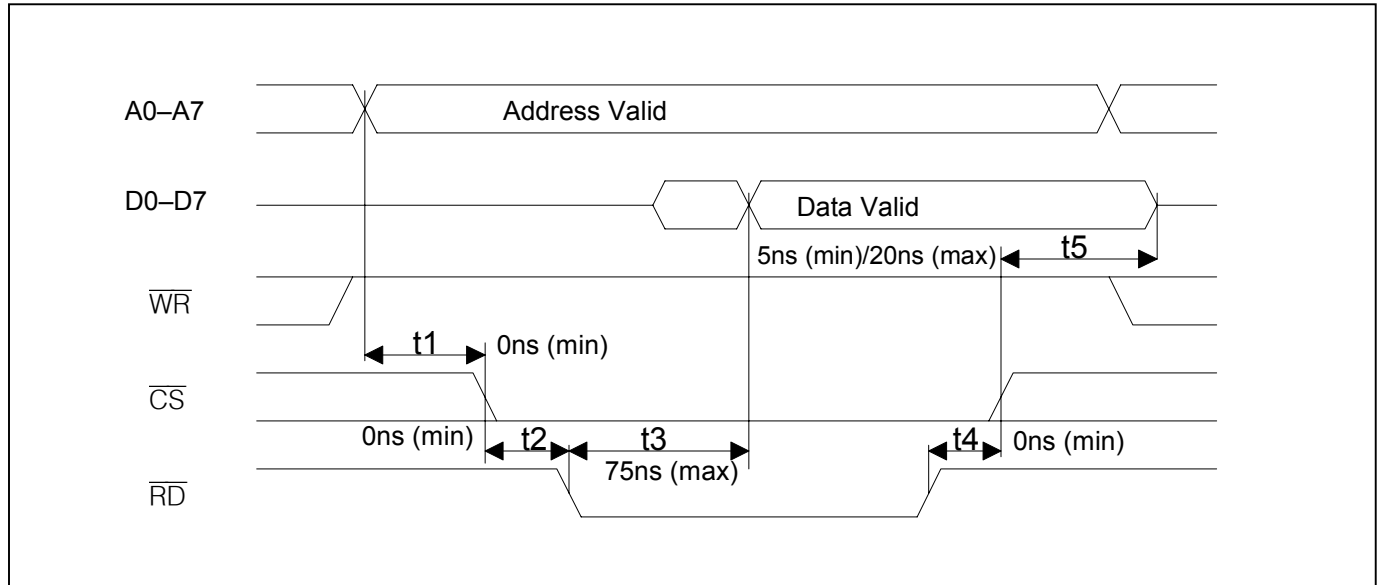 A0–A7
Address Valid
D0–D7
Data Valid
5ns (min)/20ns (max)
t5
WR
t1
0ns (min)
CS
0ns (min)
t2
t3
t4
0ns (min)
75ns (max)
RD